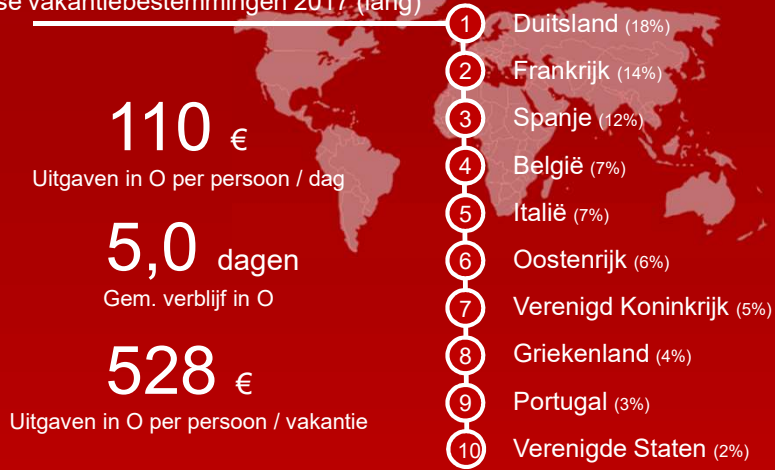 vakantiebestemmingen 2017 (lang)
110 €
Uitgaven in O per persoon / dag
5,0 dagen
Gem. verblijf in O
528 €
Uitgaven in O per persoon / vakantie
1 Duitsland (18%)
2 Frankrijk (14%)
3 Spanje (12%)
4 België (7%)
5 Italië (7%)
6 Oostenrijk (6%)
7 Verenigd Koninkrijk (5%)
8 Griekenland (4%)
9 Portugal (3%)
10 Verenigde Staten (2%)